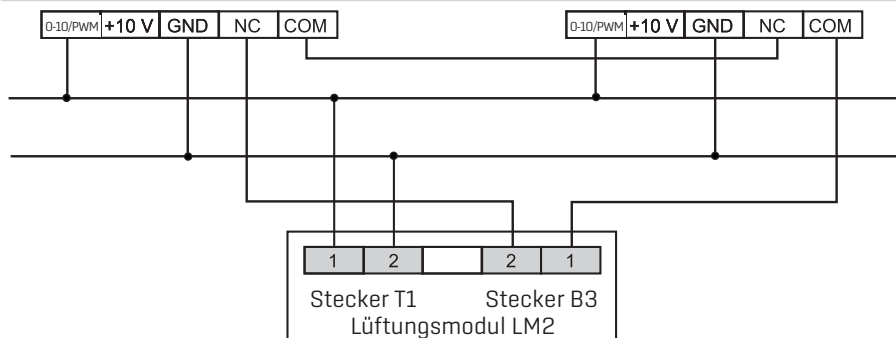 0-10/PWM +10 V GND NC COM
0-10/PWM +10 V GND NC COM
1 2 2 1
Stecker T1 Stecker B3
Lüftungsmodul LM2